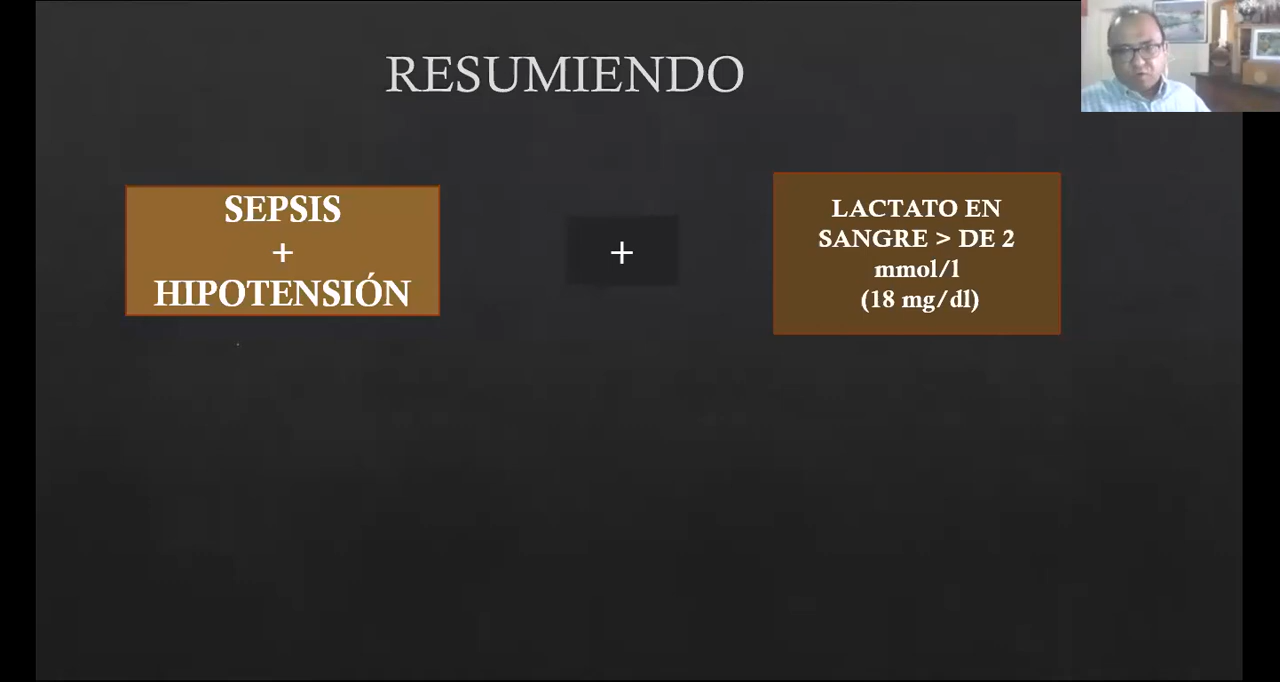 RESUMIENDO
SEPSIS
+
HIPOTENSIÓN
+
LACTATO EN
SANGRE > DE 2
mmol/l
(18 mg/dl)